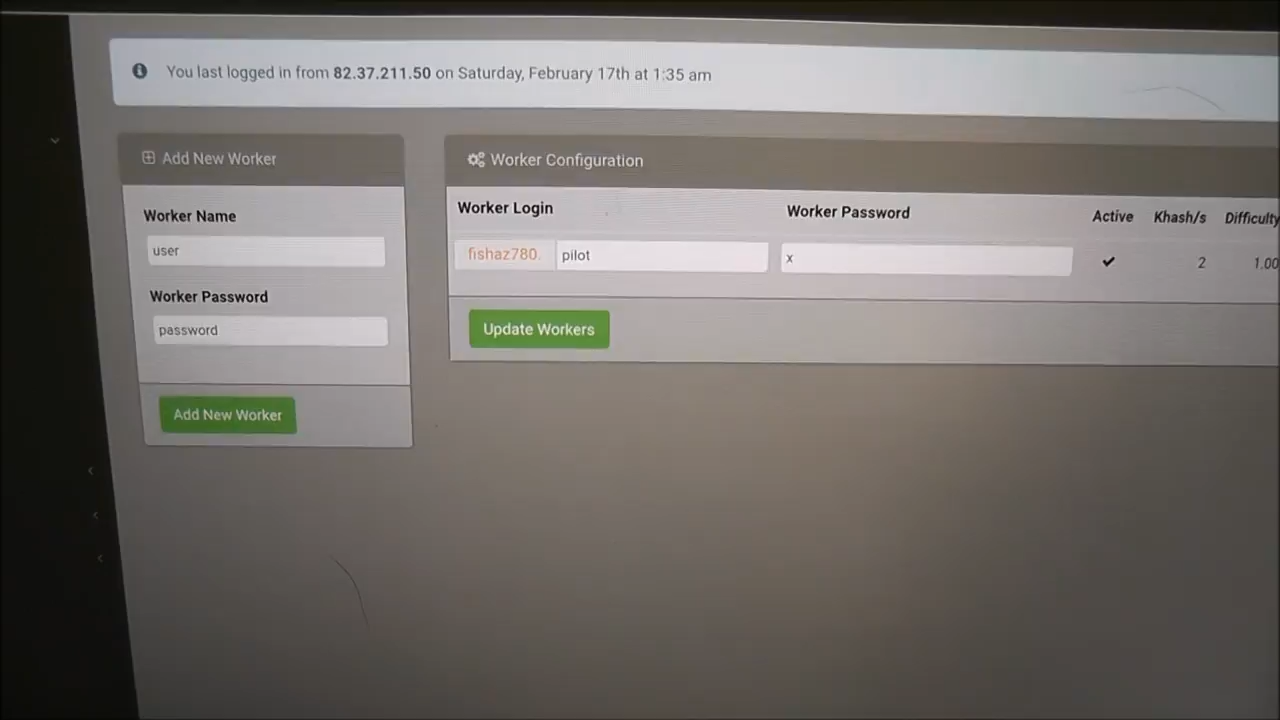 You last logged in from 82.37.211.50 on Saturday, February 17th at 1:35 am
Add New Worker
Worker Name
user
Worker Password
password
Add New Worker
Worker Configuration
Worker Login
Worker Password
Active
Khash/s
Difficulty
fishaz780.
pilot
x
2
1.00
Update Workers